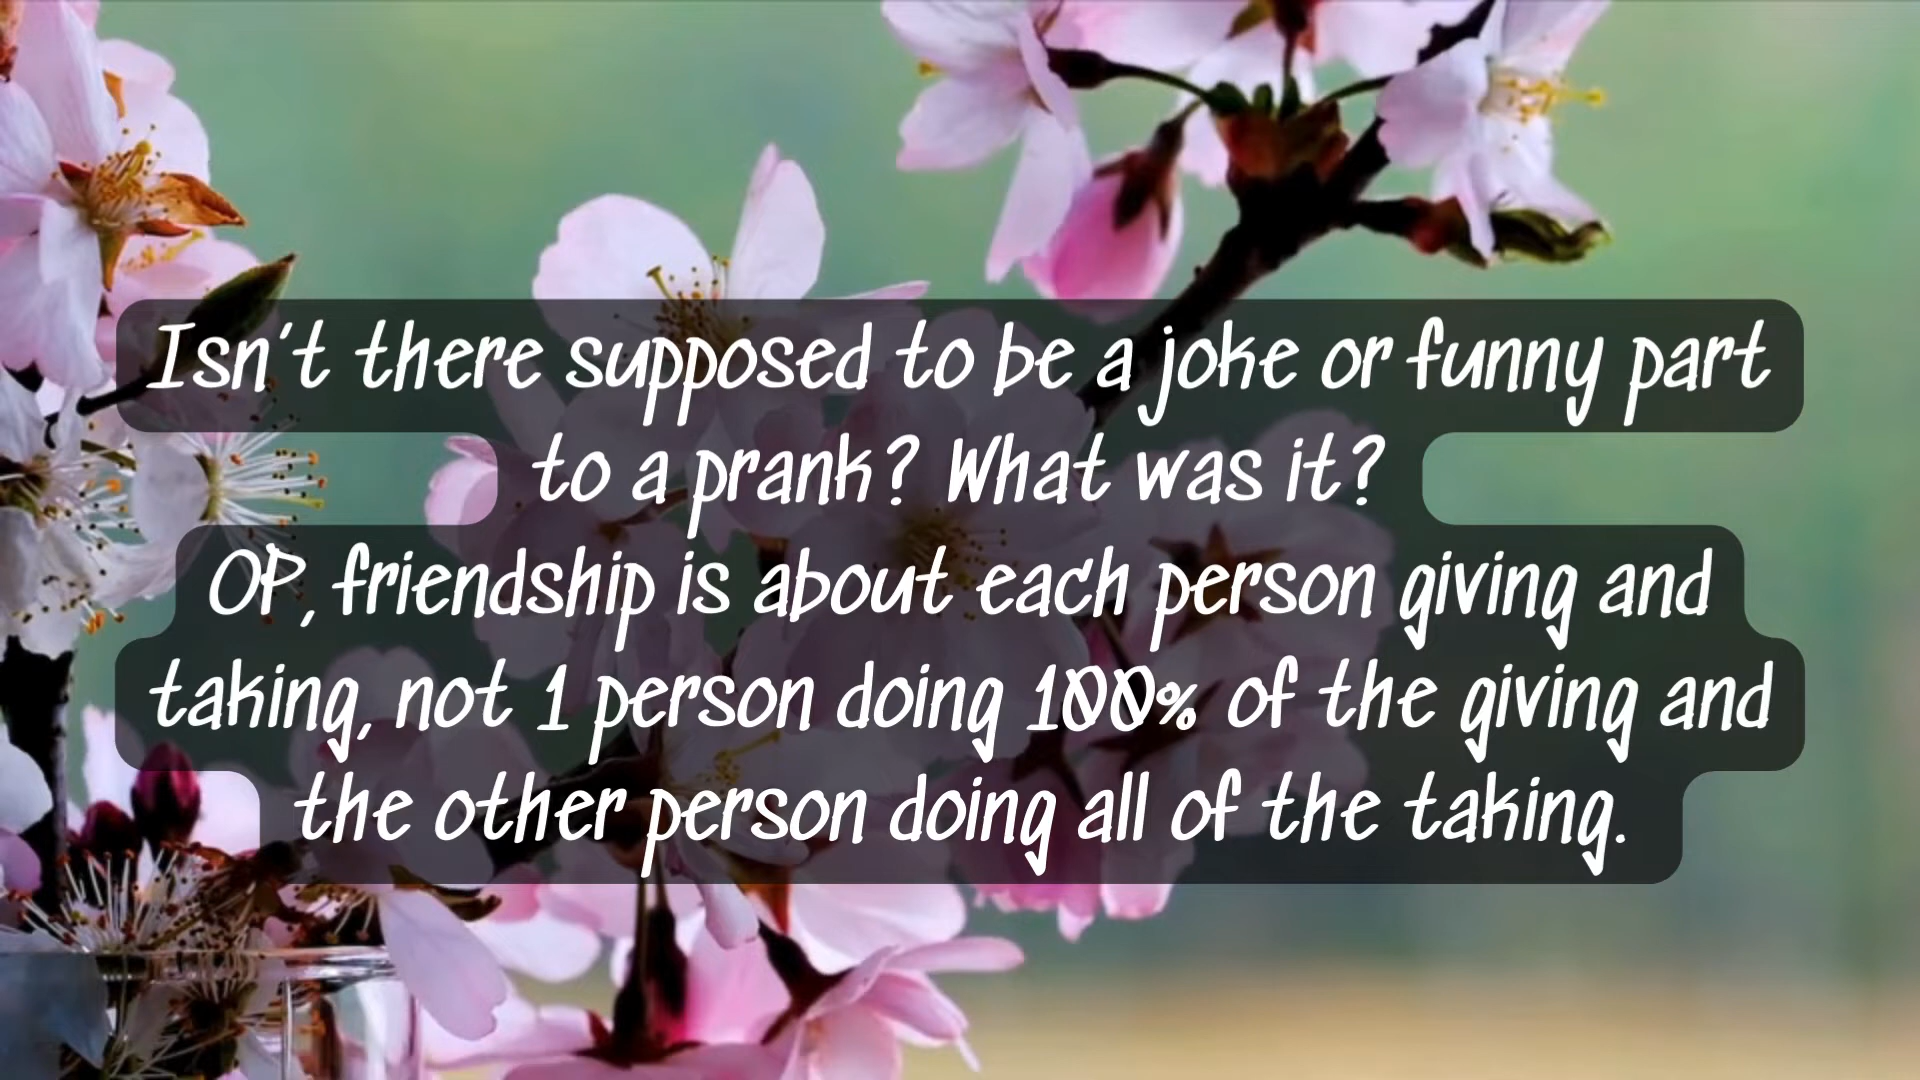 Isn't there supposed to be a joke or funny part
to a prank? What was it?
OP, friendship is about each person giving and
taking, not 1 person doing 100% of the giving and
the other person doing all of the taking.